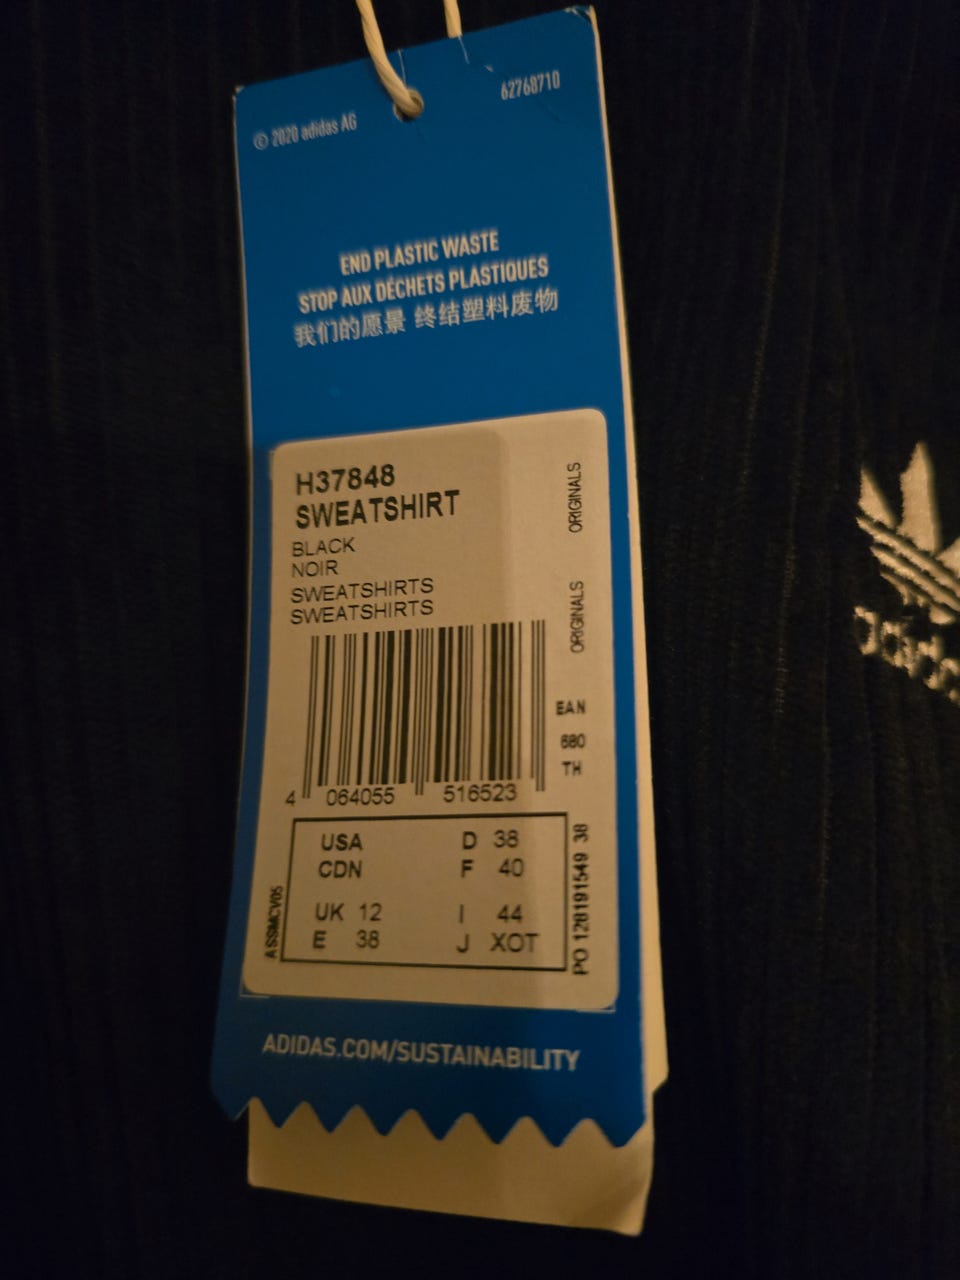 © 2020 adidas AG
62768710
END PLASTIC WASTE
STOP AUX DÉCHETS PLASTIQUES
我们的愿景 终结塑料废物
H37848
SWEATSHIRT
BLACK
NOIR
SWEATSHIRTS
SWEATSHIRTS
ORIGINALS
ORIGINALS
EAN
680
TH
4 064055 516523
USA D 38
CDN F 40
UK 12 I 44
E 38 J XOT
ASSMCV05
PO 128191549 38
ADIDAS.COM/SUSTAINABILITY
adidas